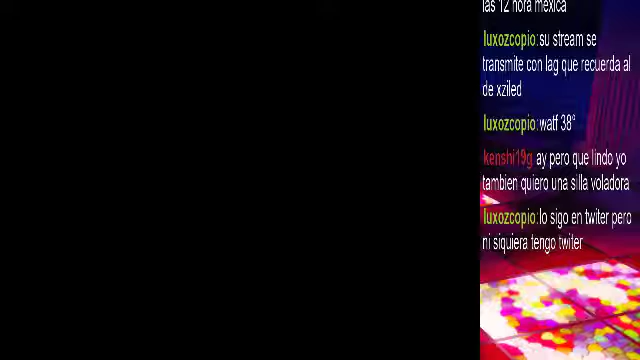 las 12 hora mexica
luxozcopio:su stream se
transmite con lag que recuerda al
de xziled
luxozcopio:watf 38°
kenshi19g ay pero que lindo yo
tambien quiero una silla voladora
luxozcopio:lo sigo en twiter pero
ni siquiera tengo twiter